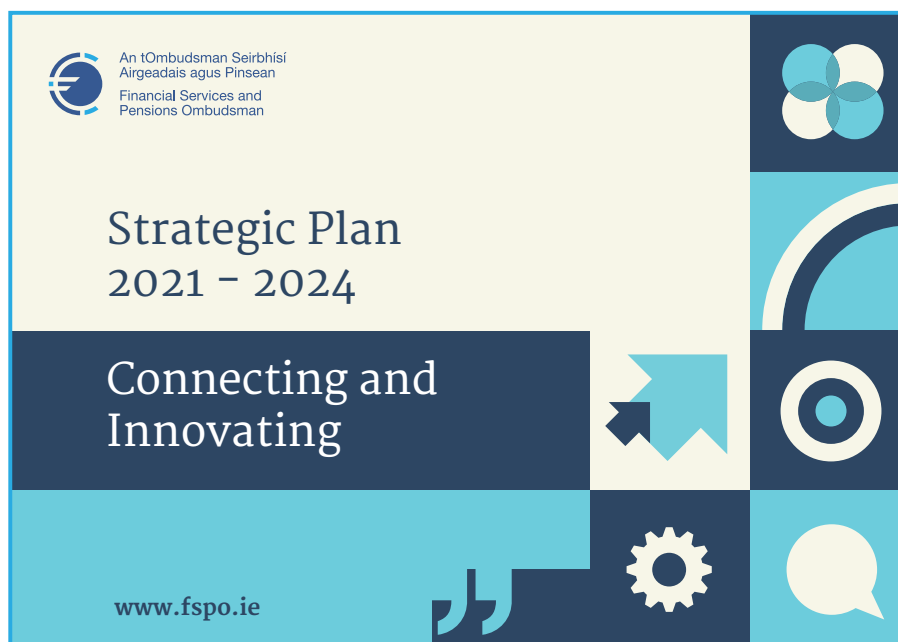 An tOmbudsman Seirbhísí
Airgeadais agus Pinsean
Financial Services and
Pensions Ombudsman
Strategic Plan
2021 - 2024
Connecting and
Innovating
www.fspo.ie